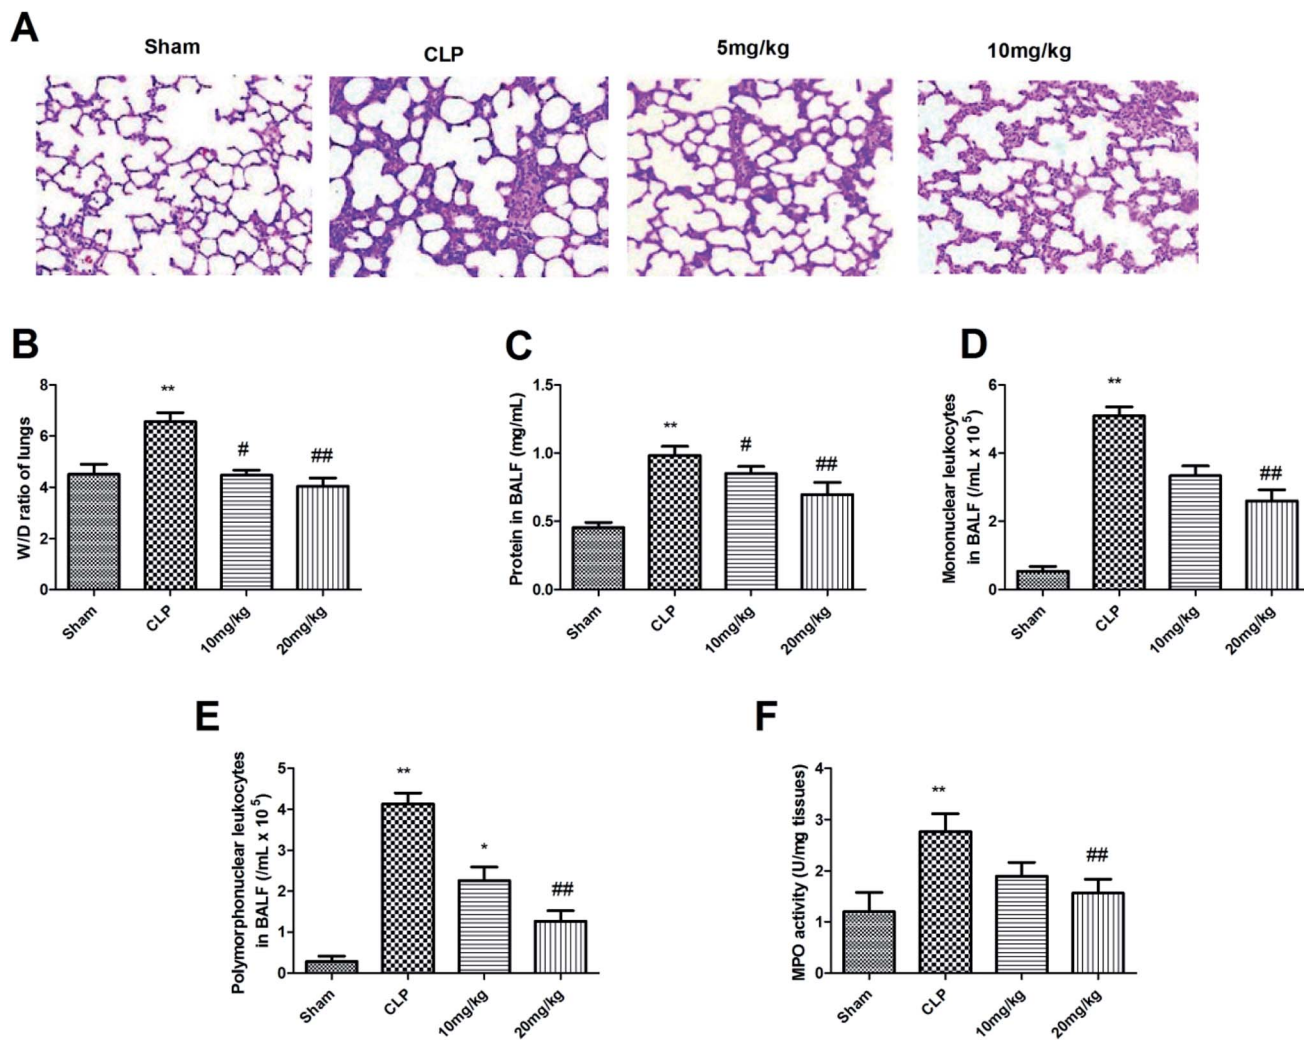 A
Sham
CLP
5mg/kg
10mg/kg
B
W/D ratio of lungs
8
6
4
2
0
**
#
##
Sham
CLP
10mg/kg
20mg/kg
C
Protein in BALF (mg/mL)
1.5
1.0
0.5
0.0
**
#
##
Sham
CLP
10mg/kg
20mg/kg
D
Mononuclear leukocytes
in BALF (/mL x 10⁵)
6
4
2
0
**
##
Sham
CLP
10mg/kg
20mg/kg
E
Polymorphonuclear leukocytes
in BALF (/mL x 10⁵)
5
4
3
2
1
0
**
*
##
Sham
CLP
10mg/kg
20mg/kg
F
MPO activity (U/mg tissues)
4
3
2
1
0
**
##
Sham
CLP
10mg/kg
20mg/kg